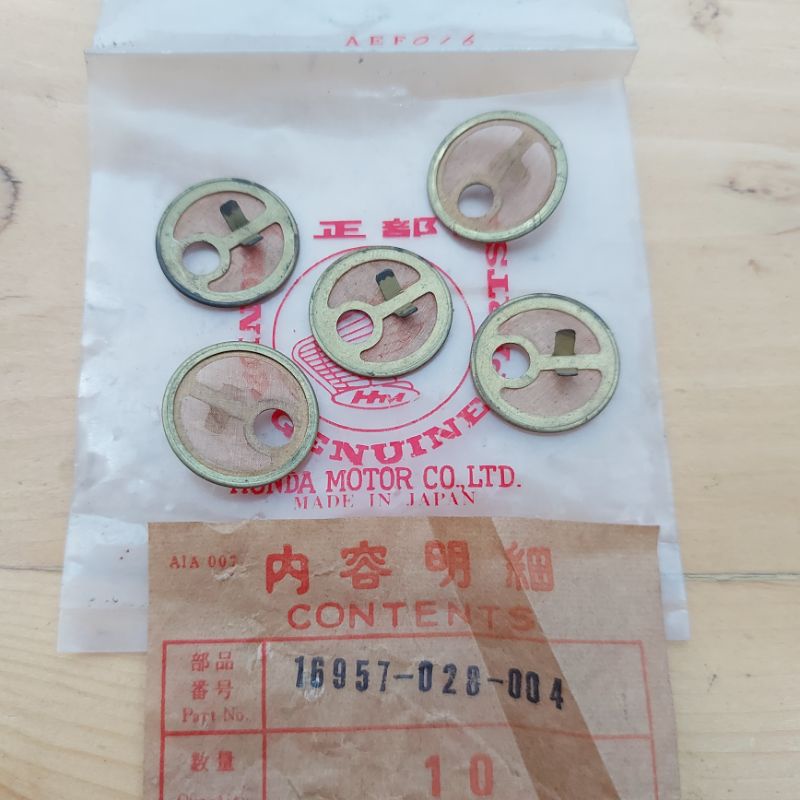 AEF016
正 部
GENUINE
HM
HONDA MOTOR CO.,LTD.
MADE IN JAPAN
AIA 007
内容明細
CONTENTS
部品
番号
Part No.
16957-028-004
数量
10